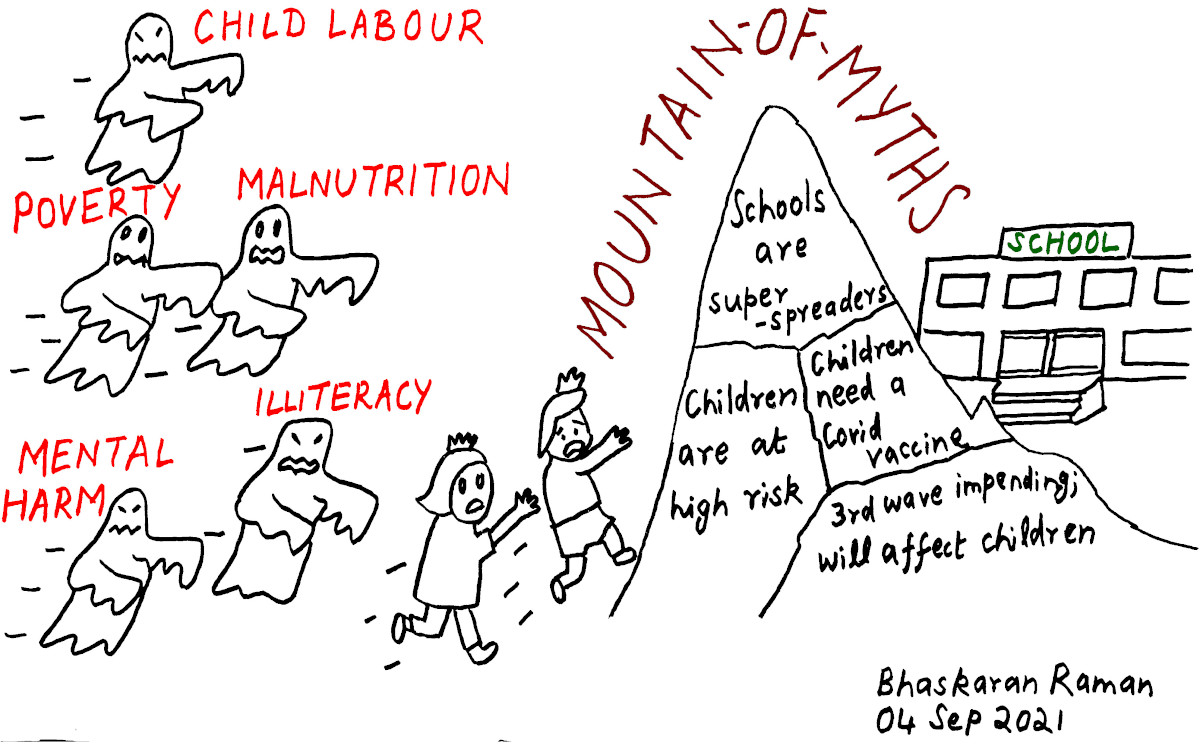 CHILD LABOUR
POVERTY
MALNUTRITION
ILLITERACY
MENTAL
HARM
MOUNTAIN-OF-MYTHS
Schools
are
super
-spreaders
Children
are at
high risk
Children
need a
Covid
vaccine
3rd wave impending;
will affect children
SCHOOL
Bhaskaran Raman
04 Sep 2021